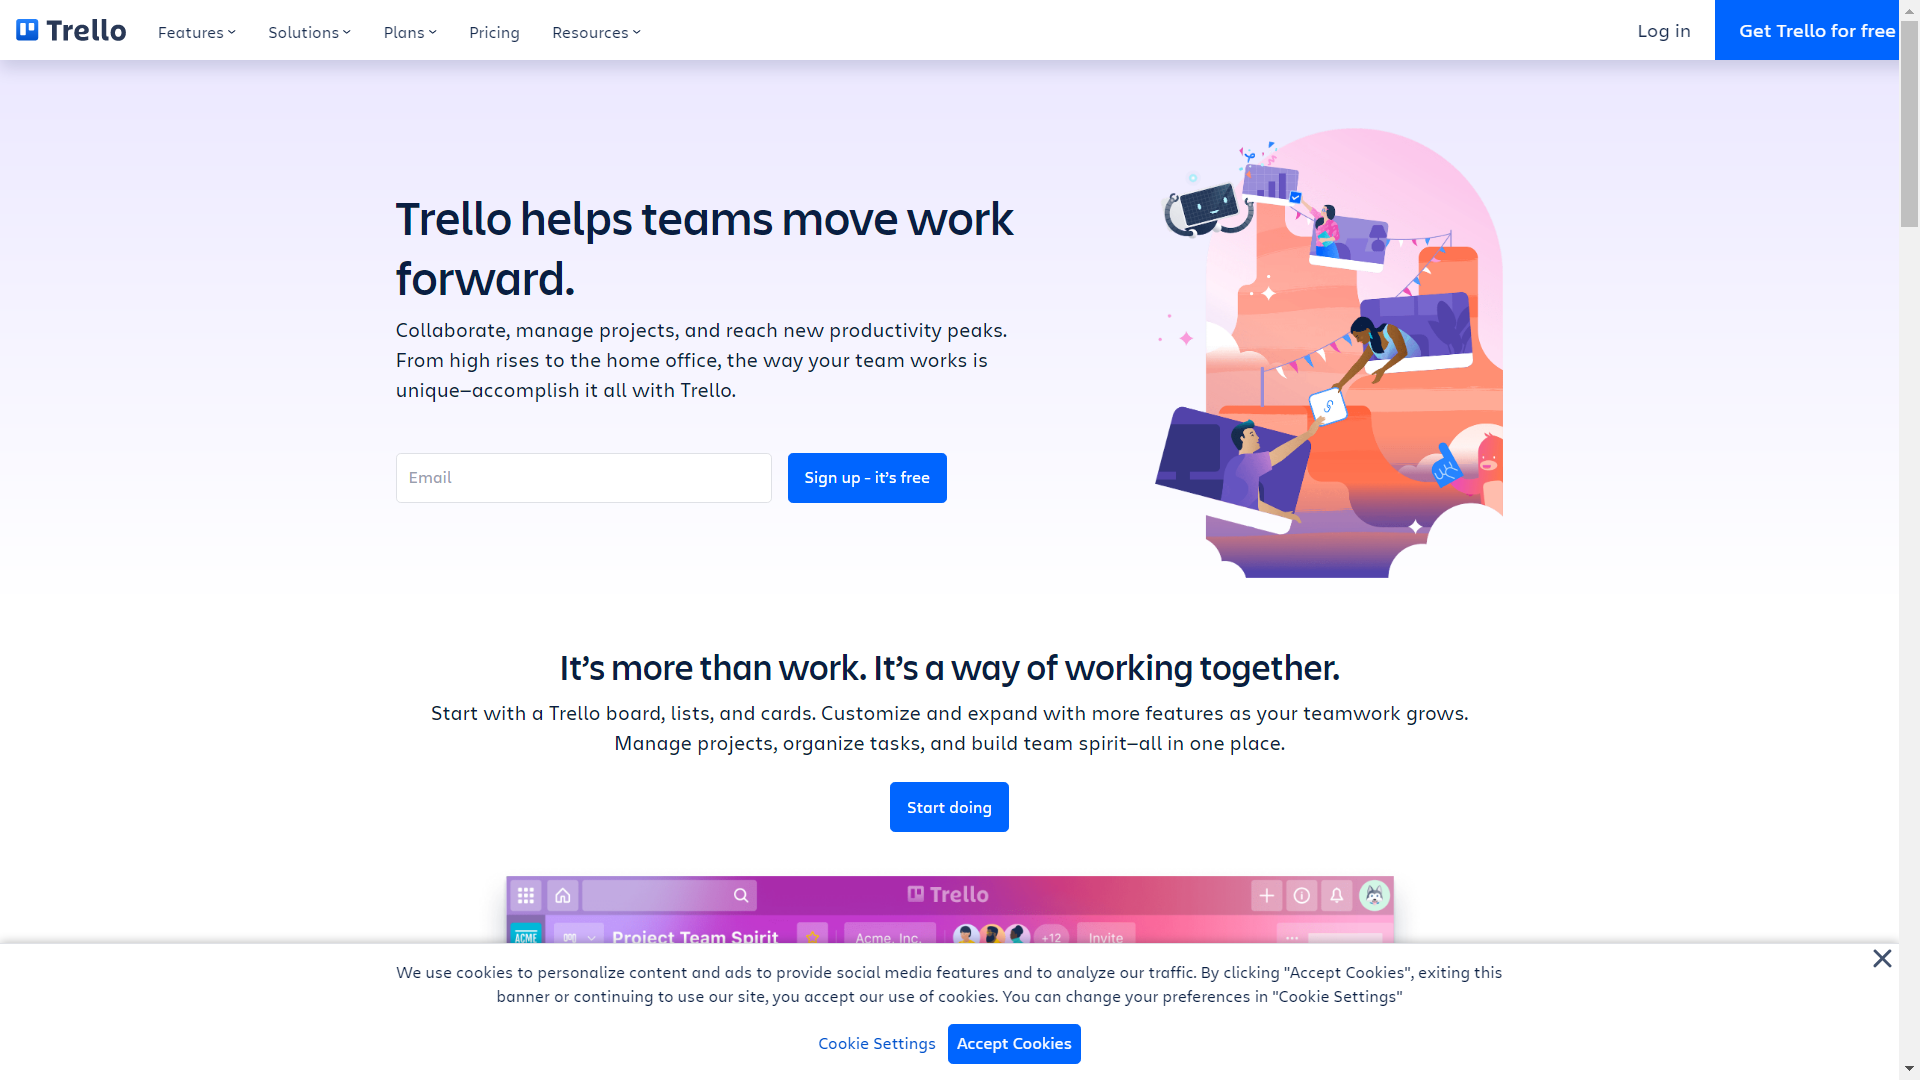 Trello
Features
Solutions
Plans
Pricing
Resources
Log in
Get Trello for free
Trello helps teams move work
forward.
Collaborate, manage projects, and reach new productivity peaks.
From high rises to the home office, the way your team works is
unique—accomplish it all with Trello.
Email
Sign up - it’s free
It’s more than work. It’s a way of working together.
Start with a Trello board, lists, and cards. Customize and expand with more features as your teamwork grows.
Manage projects, organize tasks, and build team spirit—all in one place.
Start doing
Trello
ACME
Project Team Spirit
Acme, Inc.
+12
Invite
We use cookies to personalize content and ads to provide social media features and to analyze our traffic. By clicking "Accept Cookies", exiting this
banner or continuing to use our site, you accept our use of cookies. You can change your preferences in "Cookie Settings"
Cookie Settings
Accept Cookies